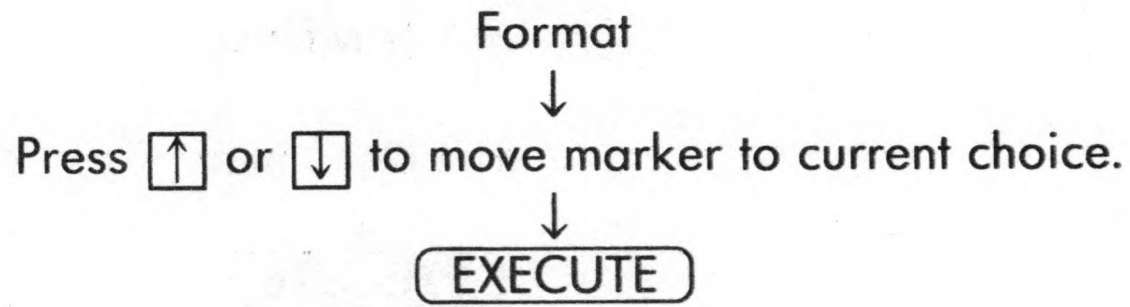 Format
↓
Press ↑ or ↓ to move marker to current choice.
↓
EXECUTE